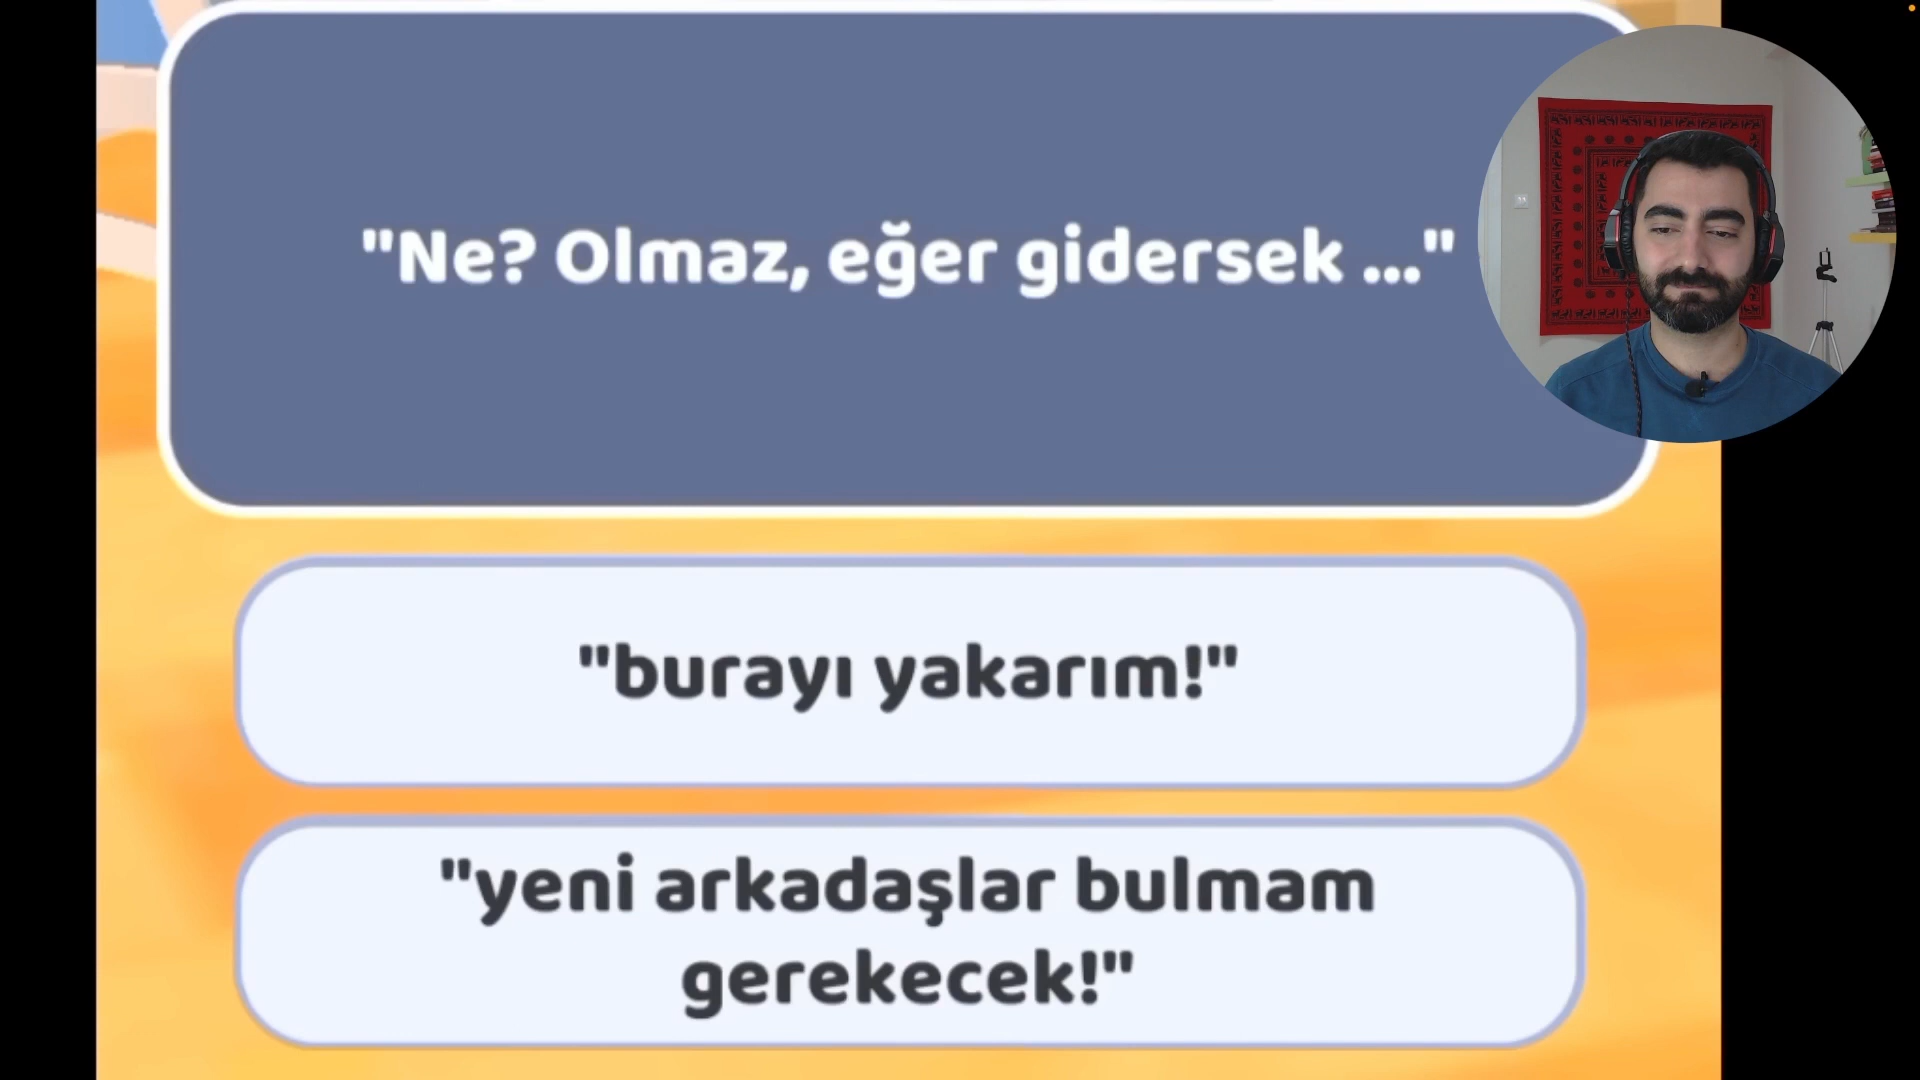 "Ne? Olmaz, eğer gidersek ..."
"burayı yakarım!"
"yeni arkadaşlar bulmam
gerekecek!"